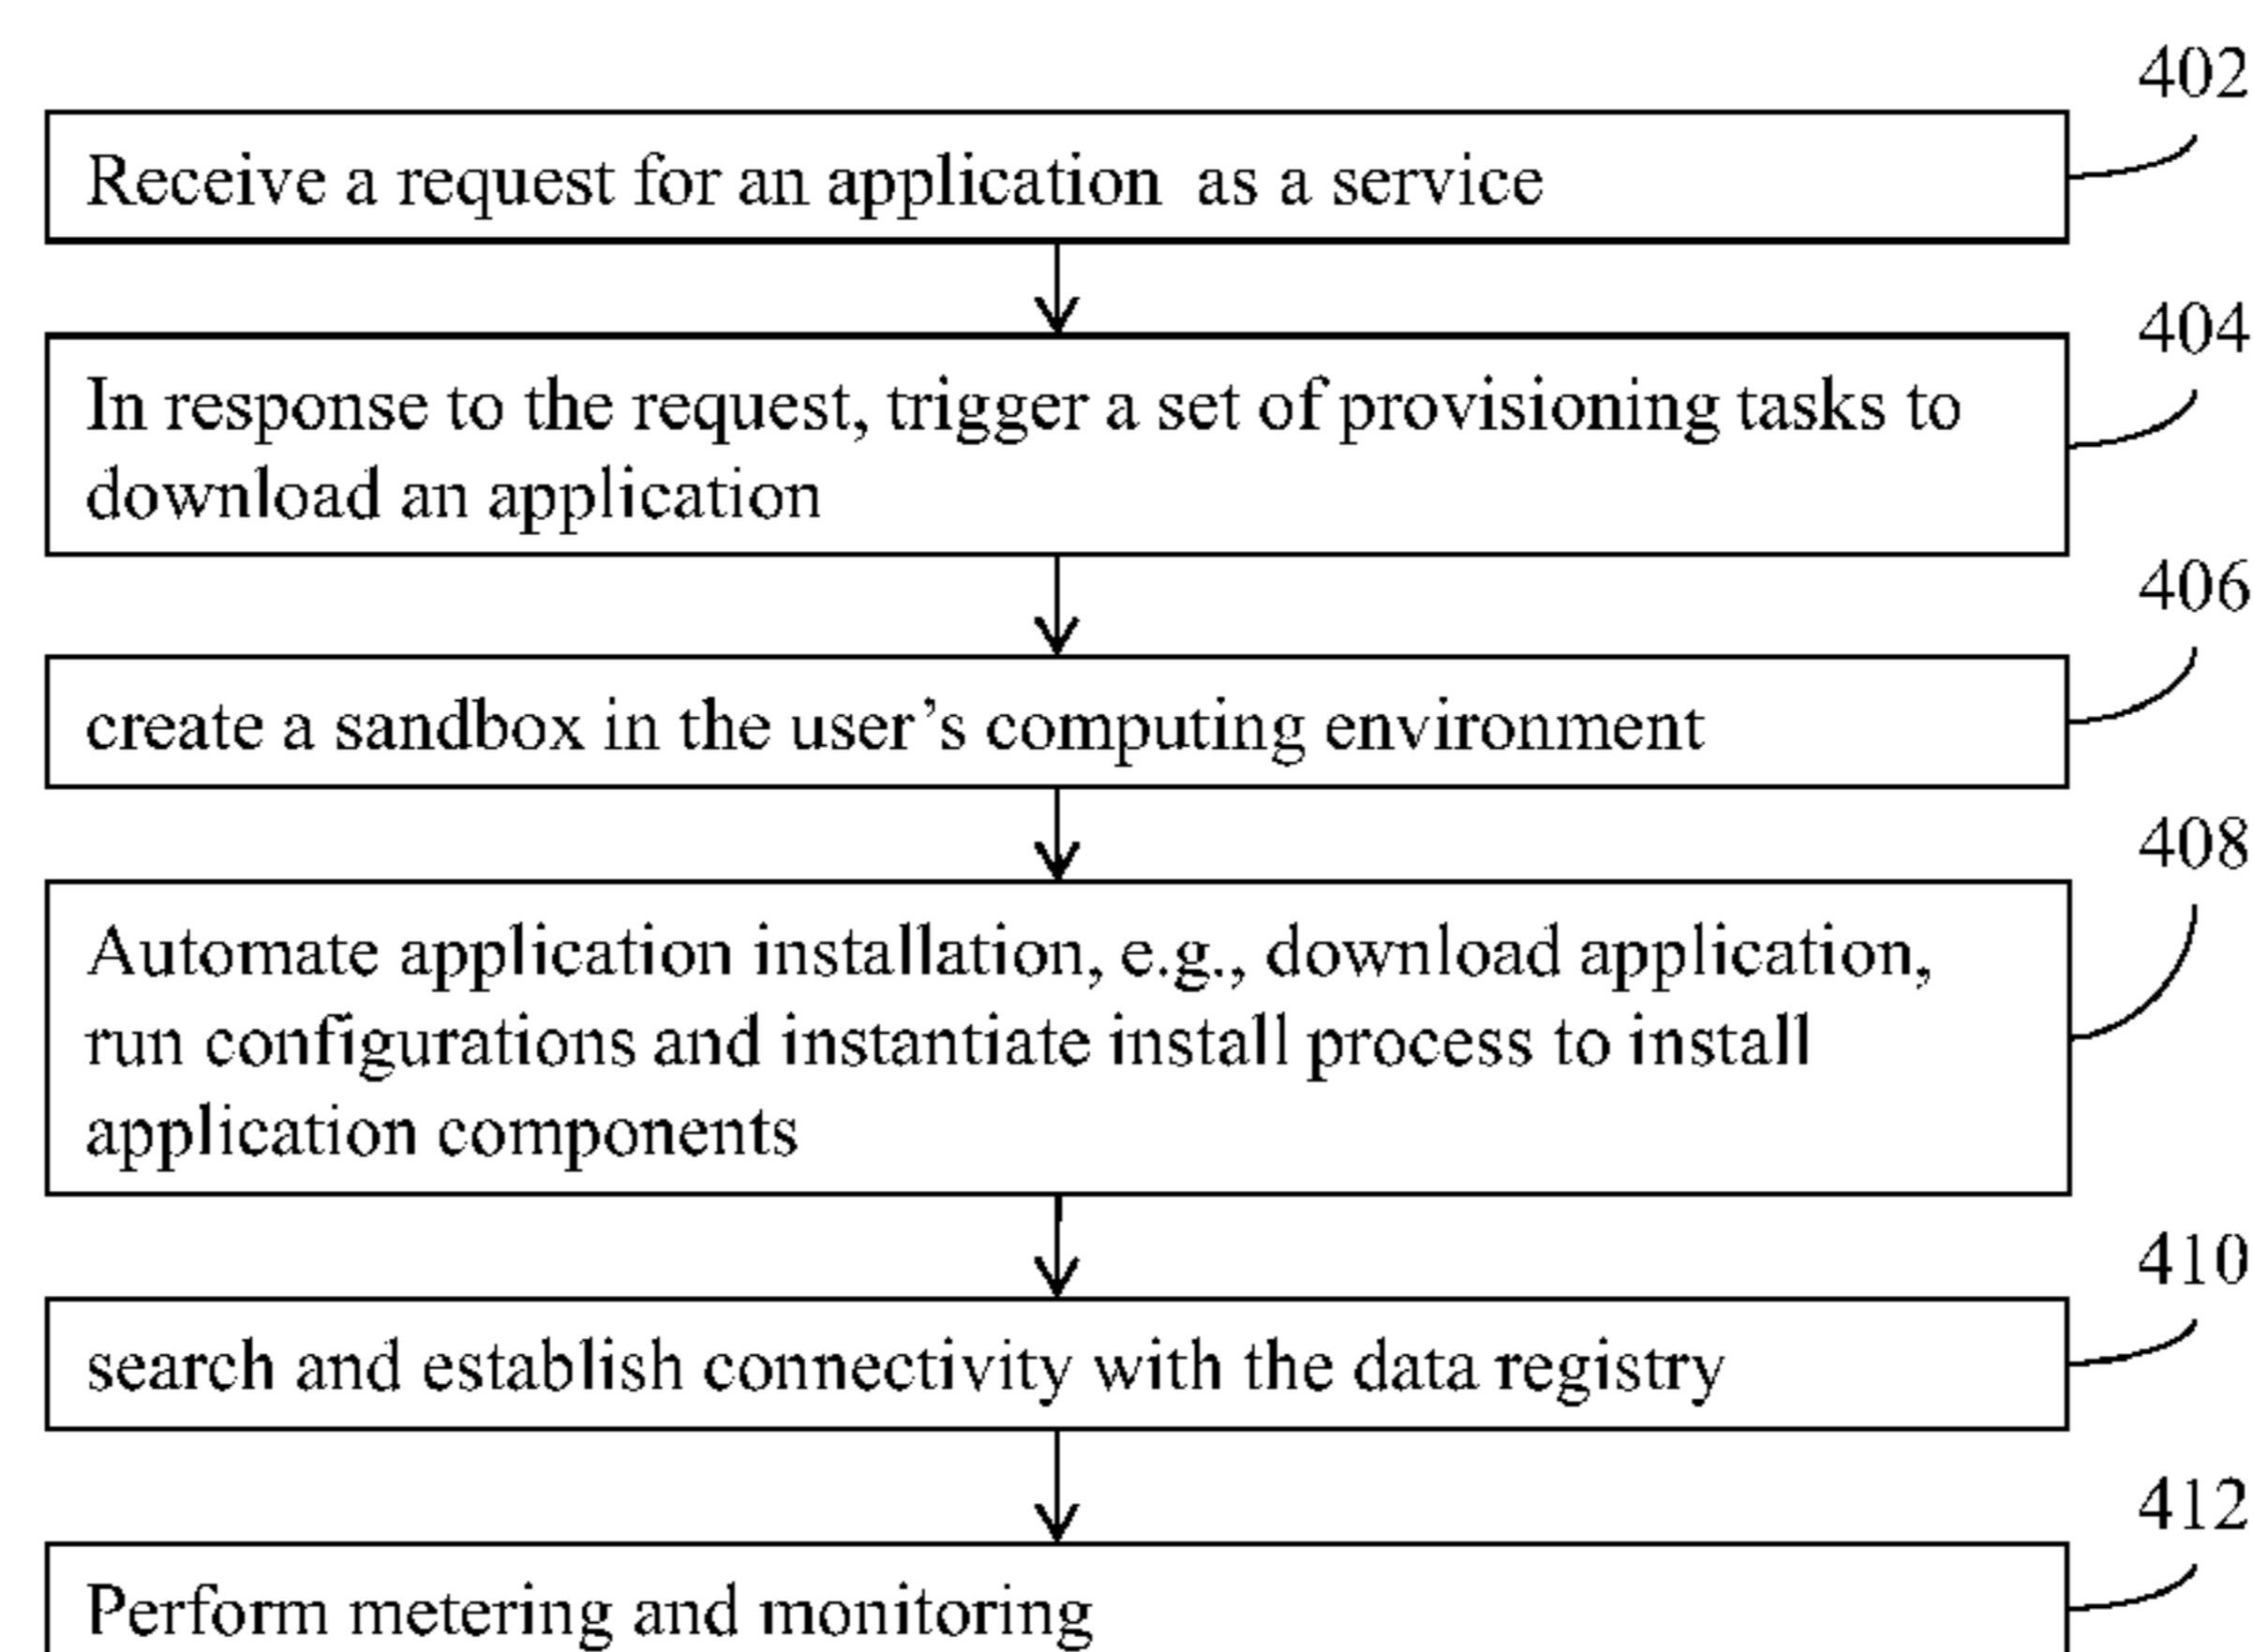 402
Receive a request for an application as a service
404
In response to the request, trigger a set of provisioning tasks to
download an application
406
create a sandbox in the user's computing environment
408
Automate application installation, e.g., download application,
run configurations and instantiate install process to install
application components
410
search and establish connectivity with the data registry
412
Perform metering and monitoring